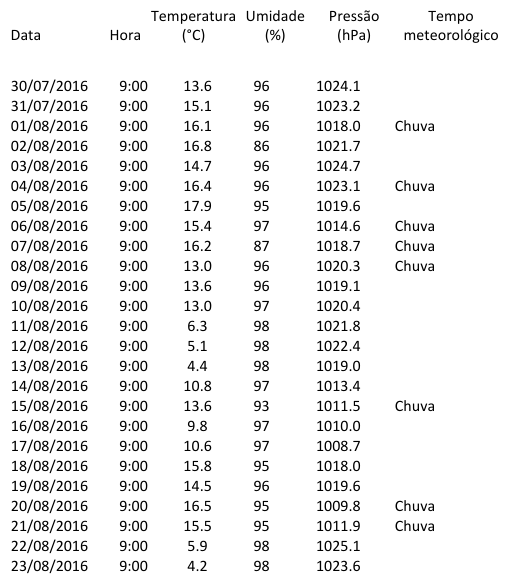 Temperatura Umidade Pressão Tempo
Data Hora (°C) (%) (hPa) meteorológico
30/07/2016 9:00 13.6 96 1024.1
31/07/2016 9:00 15.1 96 1023.2
01/08/2016 9:00 16.1 96 1018.0 Chuva
02/08/2016 9:00 16.8 86 1021.7
03/08/2016 9:00 14.7 96 1024.7
04/08/2016 9:00 16.4 96 1023.1 Chuva
05/08/2016 9:00 17.9 95 1019.6
06/08/2016 9:00 15.4 97 1014.6 Chuva
07/08/2016 9:00 16.2 87 1018.7 Chuva
08/08/2016 9:00 13.0 96 1020.3 Chuva
09/08/2016 9:00 13.6 96 1019.1
10/08/2016 9:00 13.0 97 1020.4
11/08/2016 9:00 6.3 98 1021.8
12/08/2016 9:00 5.1 98 1022.4
13/08/2016 9:00 4.4 98 1019.0
14/08/2016 9:00 10.8 97 1013.4
15/08/2016 9:00 13.6 93 1011.5 Chuva
16/08/2016 9:00 9.8 97 1010.0
17/08/2016 9:00 10.6 97 1008.7
18/08/2016 9:00 15.8 95 1018.0
19/08/2016 9:00 14.5 96 1019.6
20/08/2016 9:00 16.5 95 1009.8 Chuva
21/08/2016 9:00 15.5 95 1011.9 Chuva
22/08/2016 9:00 5.9 98 1025.1
23/08/2016 9:00 4.2 98 1023.6